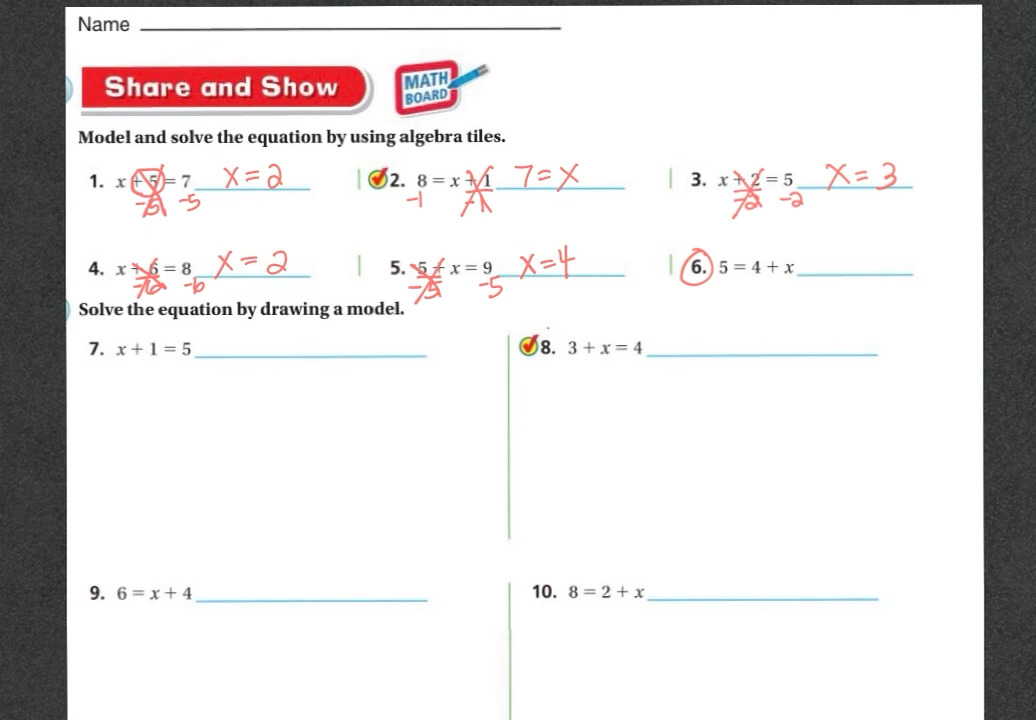 Name
Share and Show MATH BOARD
Model and solve the equation by using algebra tiles.
1. x + 5 = 7 x = 2
-5 -5
2. 8 = x + 1 7 = x
-1 -1
3. x + 2 = 5 x = 3
-2 -2
4. x + 6 = 8 x = 2
-6 -6
5. 5 + x = 9 x = 4
-5 -5
6. 5 = 4 + x
Solve the equation by drawing a model.
7. x + 1 = 5
8. 3 + x = 4
9. 6 = x + 4
10. 8 = 2 + x